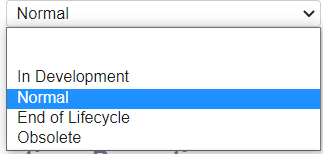 Normal
In Development
Normal
End of Lifecycle
Obsolete